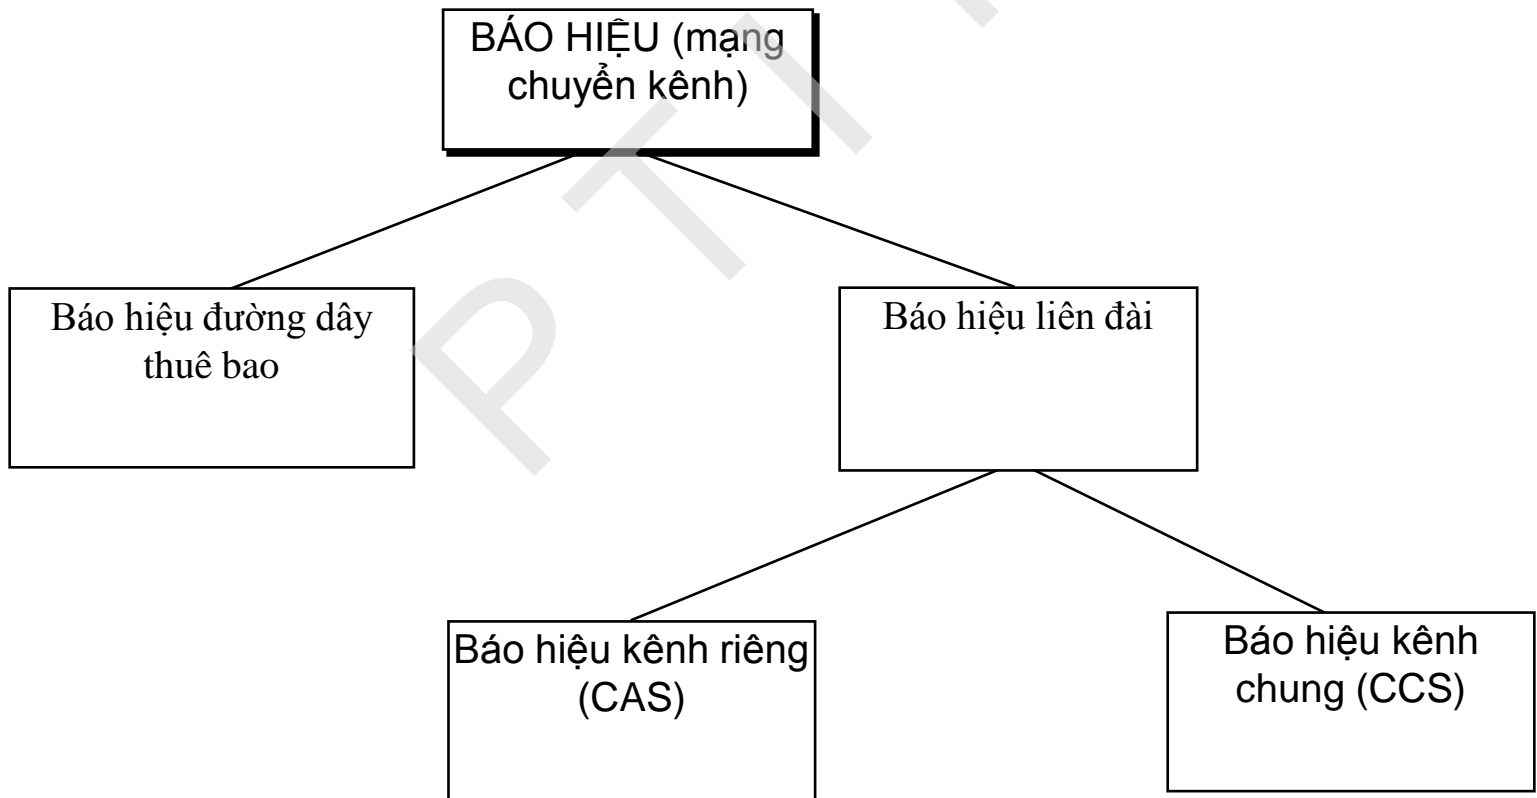 BÁO HIỆU (mạng
chuyển kênh)
Báo hiệu đường dây
thuê bao
Báo hiệu liên đài
Báo hiệu kênh riêng
(CAS)
Báo hiệu kênh
chung (CCS)
P T I